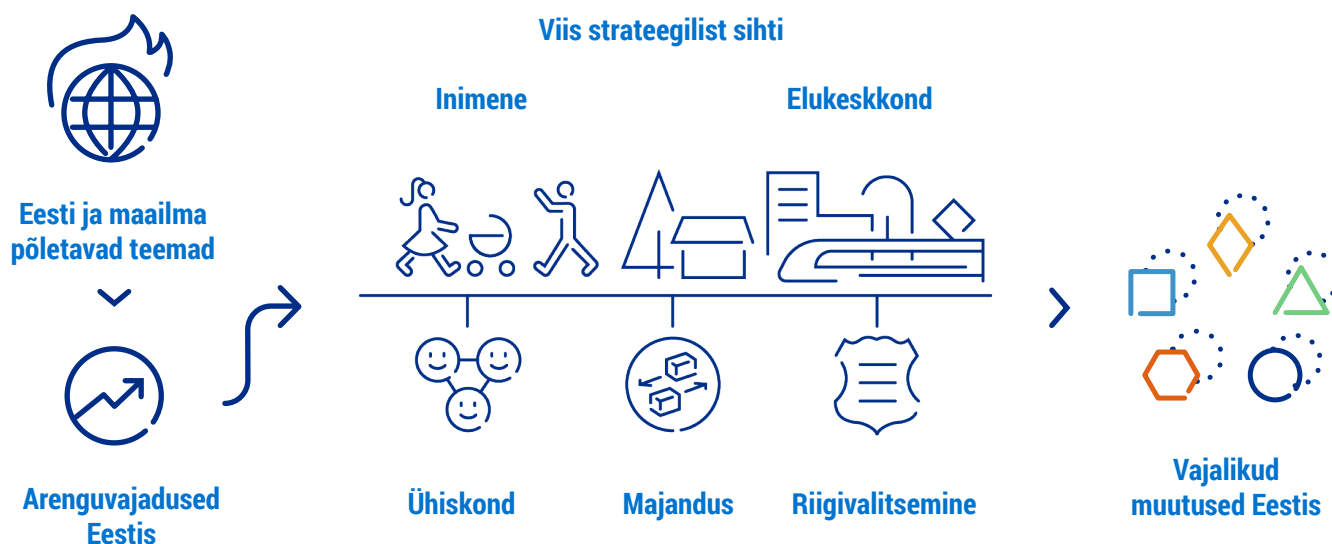 Viis strateegilist sihti
Inimene
Elukeskkond
Eesti ja maailma
põletavad teemad
Arenguvajadused
Eestis
Ühiskond
Majandus
Riigivalitsemine
Vajalikud
muutused Eestis